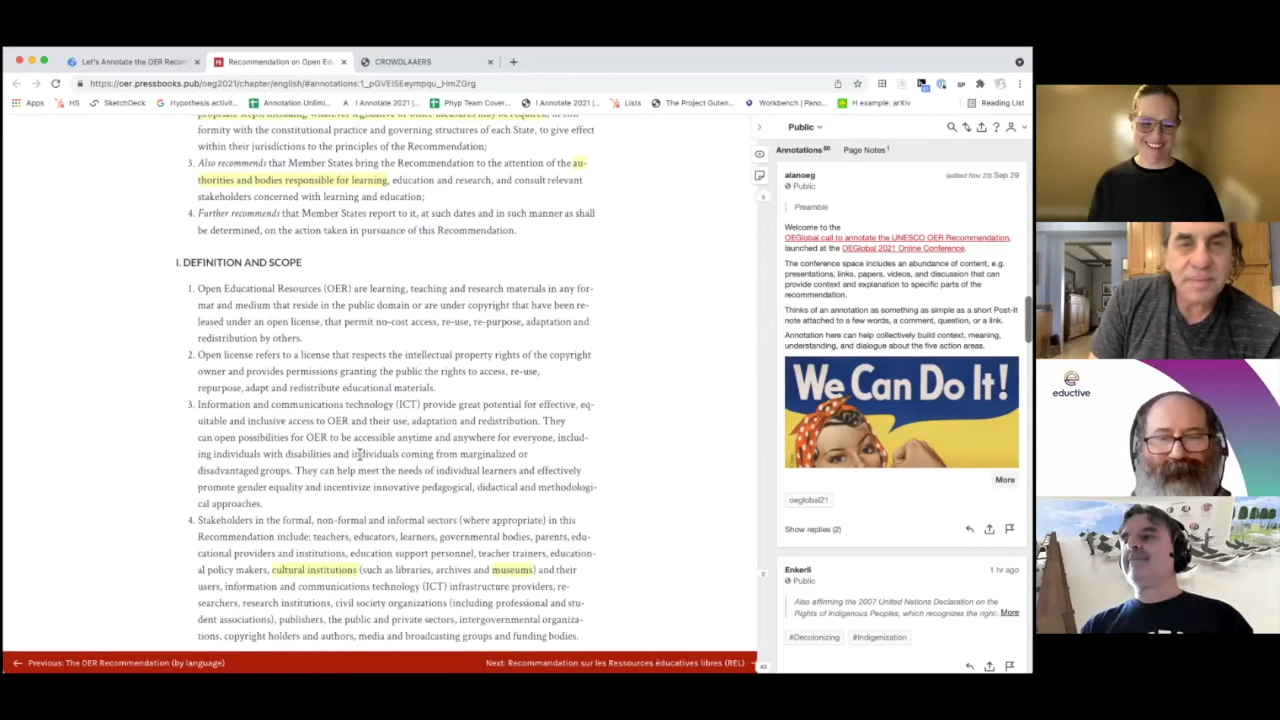 Let's Annotate the OER Recom
Recommendation on Open Edu
CROWDLAAERS
https://oer.pressbooks.pub/oeg2021/chapter/english/#annotations:1_pGVEl5Eeympqu_HmZGrg
Apps
HS
SketchDeck
Hypothesis activit...
Annotation Unlimi...
I Annotate 2021 |...
Phyp Team Cover...
I Annotate 2021 |...
Lists
The Project Guten...
Workbench | Pano...
H example: arXiv
Reading List
propriate steps, including whatever legislative or other measures may be required, in con-
formity with the constitutional practice and governing structures of each State, to give effect
within their jurisdictions to the principles of the Recommendation;
3. Also recommends that Member States bring the Recommendation to the attention of the au-
thorities and bodies responsible for learning, education and research, and consult relevant
stakeholders concerned with learning and education;
4. Further recommends that Member States report to it, at such dates and in such manner as shall
be determined, on the action taken in pursuance of this Recommendation.
I. DEFINITION AND SCOPE
1. Open Educational Resources (OER) are learning, teaching and research materials in any for-
mat and medium that reside in the public domain or are under copyright that have been re-
leased under an open license, that permit no-cost access, re-use, re-purpose, adaptation and
redistribution by others.
2. Open license refers to a license that respects the intellectual property rights of the copyright
owner and provides permissions granting the public the rights to access, re-use,
repurpose, adapt and redistribute educational materials.
3. Information and communications technology (ICT) provide great potential for effective, eq-
uitable and inclusive access to OER and their use, adaptation and redistribution. They
can open possibilities for OER to be accessible anytime and anywhere for everyone, includ-
ing individuals with disabilities and individuals coming from marginalized or
disadvantaged groups. They can help meet the needs of individual learners and effectively
promote gender equality and incentivize innovative pedagogical, didactical and methodologi-
cal approaches.
4. Stakeholders in the formal, non-formal and informal sectors (where appropriate) in this
Recommendation include: teachers, educators, learners, governmental bodies, parents, edu-
cational providers and institutions, education support personnel, teacher trainers, education-
al policy makers, cultural institutions (such as libraries, archives and museums) and their
users, information and communications technology (ICT) infrastructure providers, re-
searchers, research institutions, civil society organizations (including professional and stu-
dent associations), publishers, the public and private sectors, intergovernmental organiza-
tions, copyright holders and authors, media and broadcasting groups and funding bodies.
Previous: The OER Recommendation (by language)
Next: Recommandation sur les Ressources éducatives libres (REL)
Public
Annotations 50
Page Notes 1
alanoeg
(edited Nov 23) Sep 29
Public
Preamble
Welcome to the
OEGlobal call to annotate the UNESCO OER Recommendation,
launched at the OEGlobal 2021 Online Conference.
The conference space includes an abundance of content, e.g.
presentations, links, papers, videos, and discussion that can
provide context and explanation to specific parts of the
recommendation.
Thinks of an annotation as something as simple as a short Post-It
note attached to a few words, a comment, question, or a link.
Annotation here can help collectively build context, meaning,
understanding, and dialogue about the five action areas.
We Can Do It!
More
oeglobal21
Show replies (2)
Enkerli
1 hr ago
Public
Also affirming the 2007 United Nations Declaration on the
Rights of Indigenous Peoples, which recognizes the right
More
#Decolonizing
#Indigenization
eductive